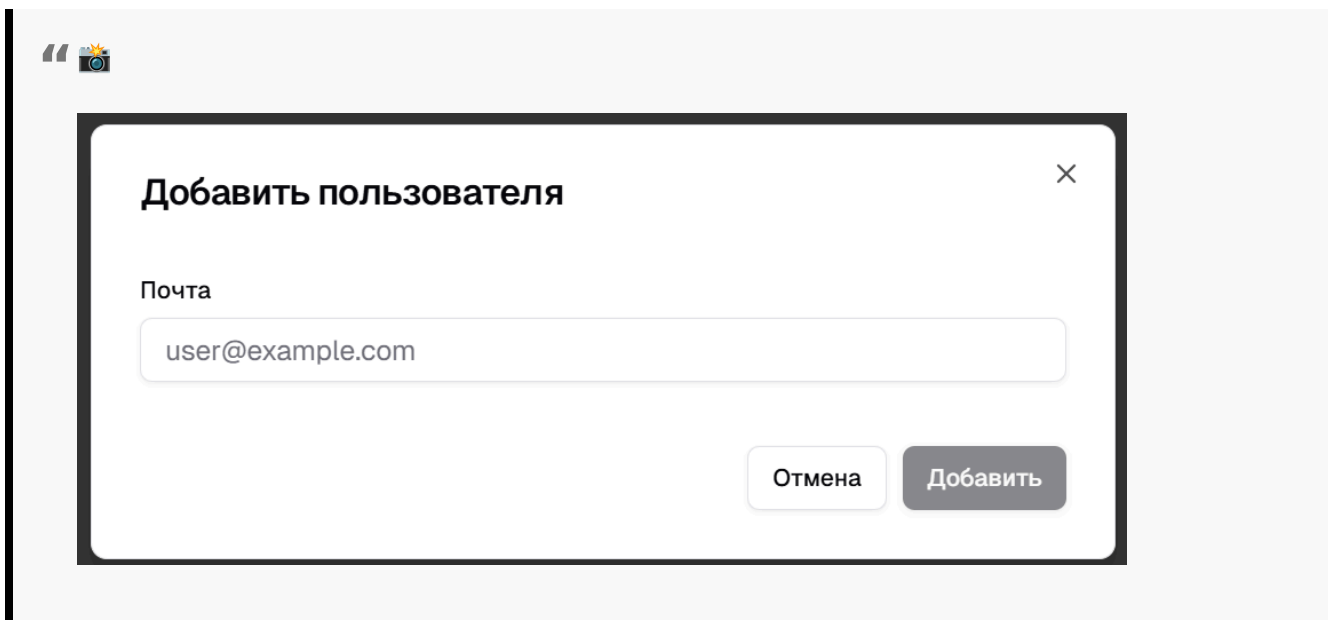 “ 📸
Добавить пользователя
Почта
user@example.com
Отмена Добавить